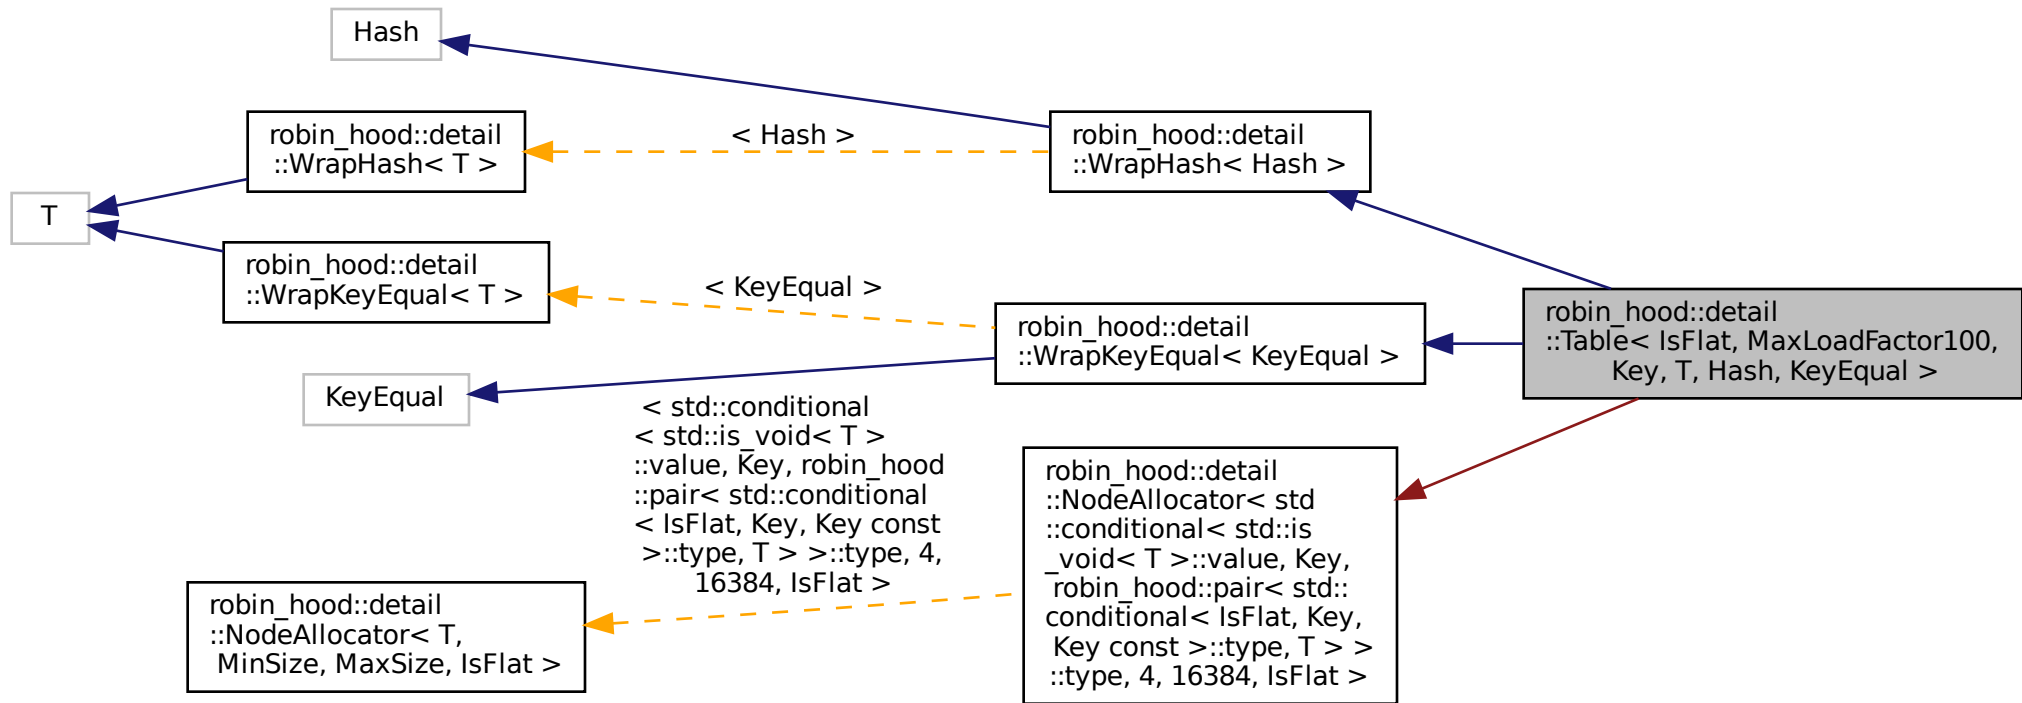 Hash
robin_hood::detail
::WrapHash< T >
< Hash >
robin_hood::detail
::WrapHash< Hash >
T
robin_hood::detail
::WrapKeyEqual< T >
< KeyEqual >
robin_hood::detail
::WrapKeyEqual< KeyEqual >
robin_hood::detail
::Table< IsFlat, MaxLoadFactor100,
Key, T, Hash, KeyEqual >
KeyEqual
< std::conditional
< std::is_void< T >
::value, Key, robin_hood
::pair< std::conditional
< IsFlat, Key, Key const
>::type, T > >::type, 4,
16384, IsFlat >
robin_hood::detail
::NodeAllocator< std
::conditional< std::is
_void< T >::value, Key,
robin_hood::pair< std::
conditional< IsFlat, Key,
Key const >::type, T > >
::type, 4, 16384, IsFlat >
robin_hood::detail
::NodeAllocator< T,
MinSize, MaxSize, IsFlat >